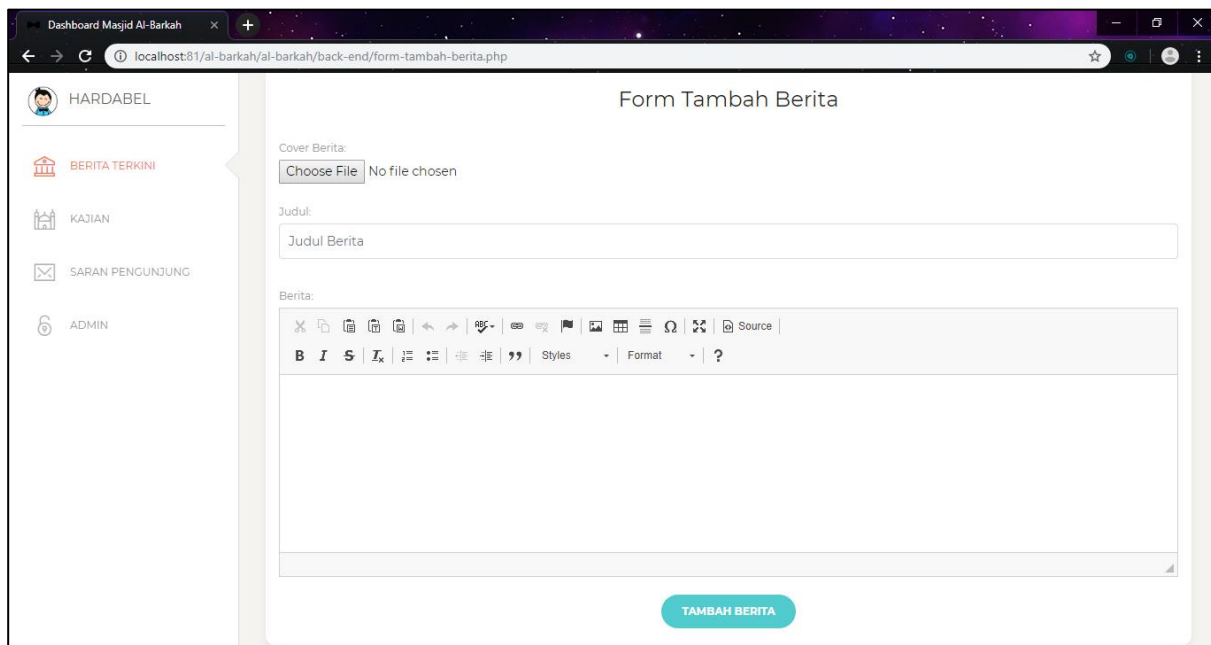 Dashboard Masjid Al-Barkah
localhost:81/al-barkah/al-barkah/back-end/form-tambah-berita.php
HARDABEL
BERITA TERKINI
KAJIAN
SARAN PENGUNJUNG
ADMIN
Form Tambah Berita
Cover Berita:
Choose File No file chosen
Judul:
Judul Berita
Berita:
ABC Ω Source
B I S Ix Styles Format ?
TAMBAH BERITA